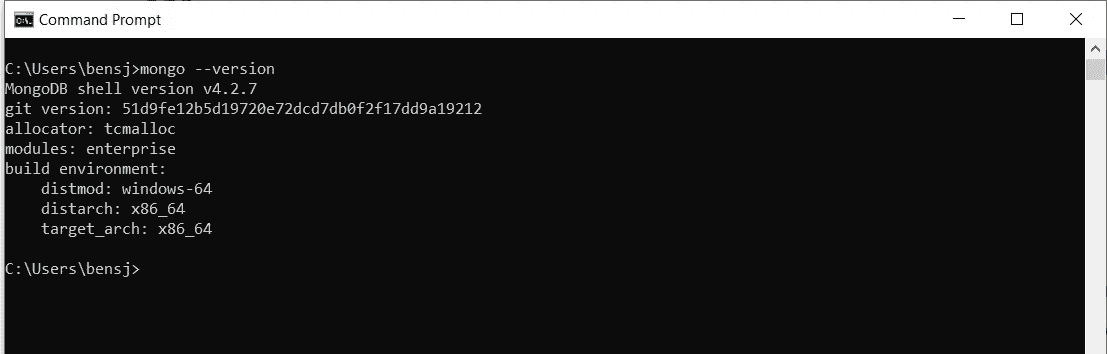 Command Prompt
C:\Users\bensj>mongo --version
MongoDB shell version v4.2.7
git version: 51d9fe12b5d19720e72dcd7db0f2f17dd9a19212
allocator: tcmalloc
modules: enterprise
build environment:
    distmod: windows-64
    distarch: x86_64
    target_arch: x86_64
C:\Users\bensj>